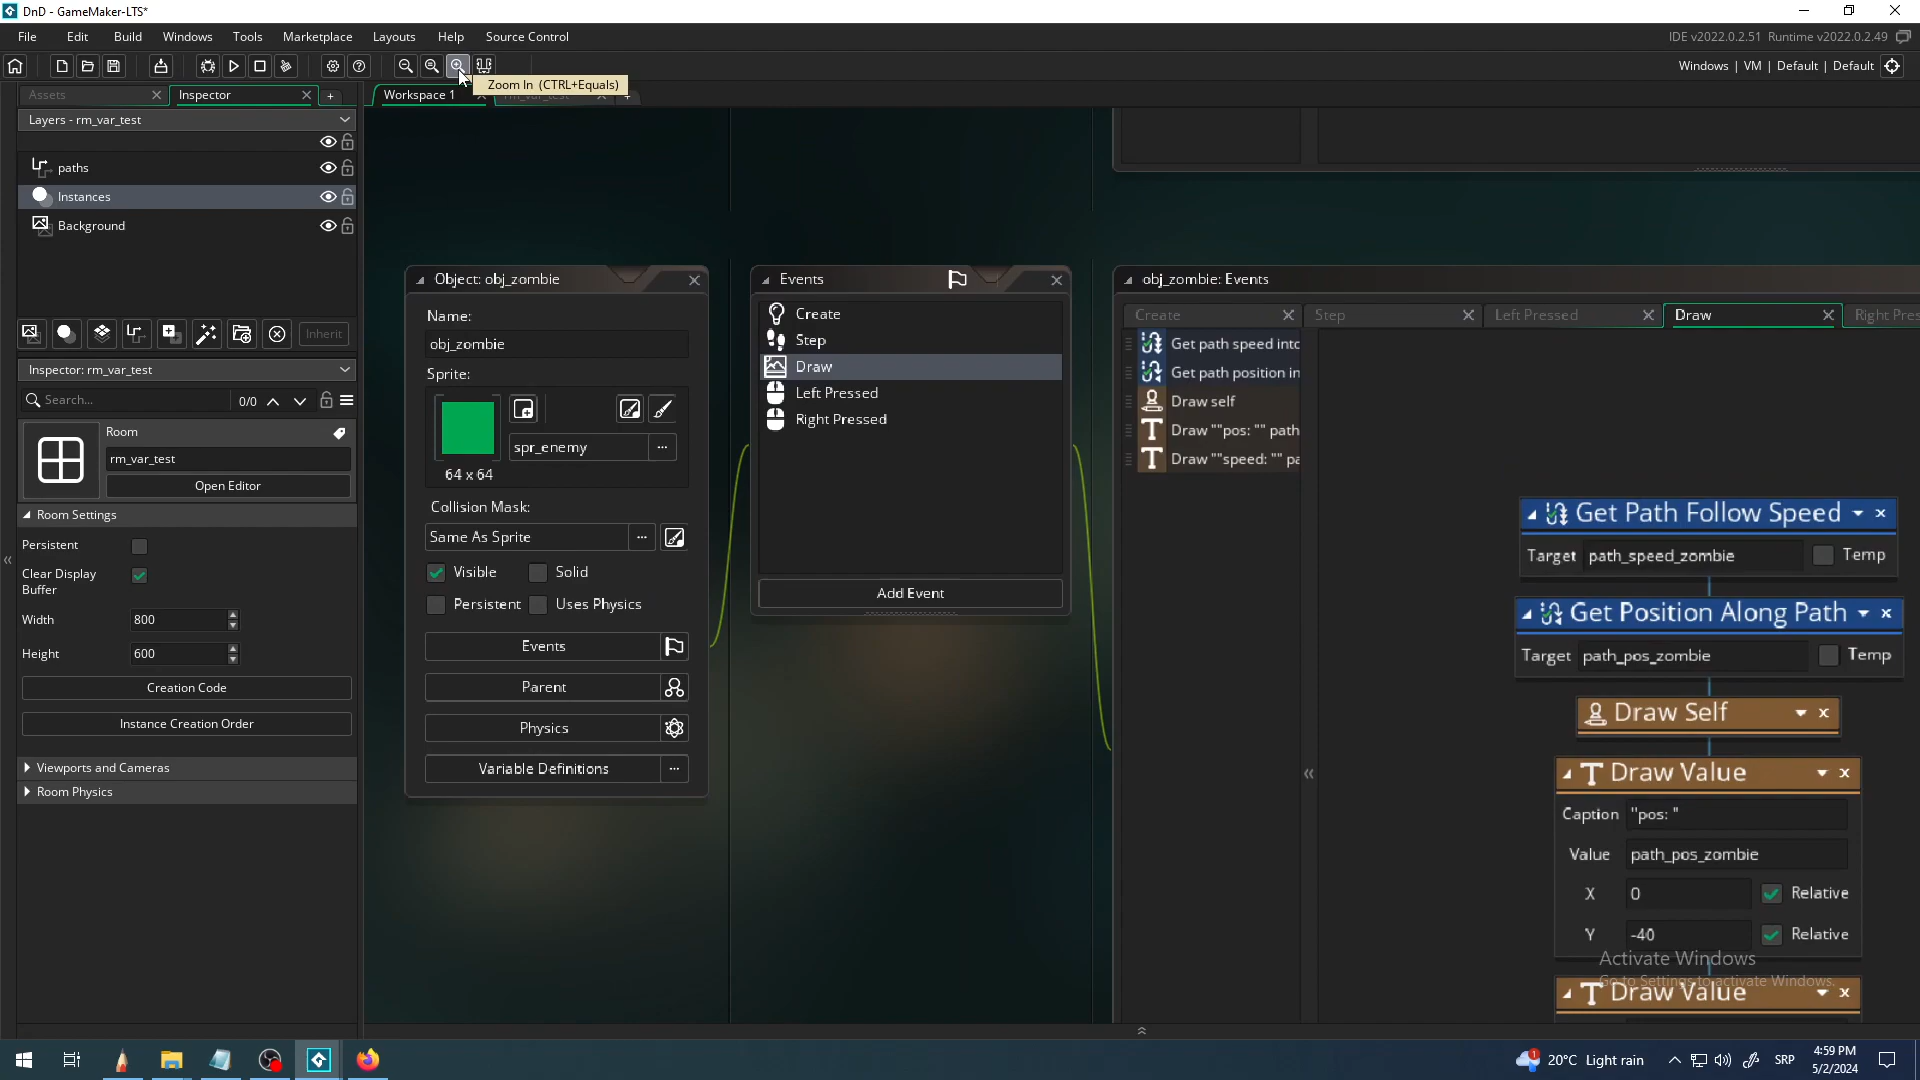 DnD - GameMaker-LTS*
File Edit Build Windows Tools Marketplace Layouts Help Source Control
IDE v2022.0.2.51 Runtime v2022.0.2.49
Windows | VM | Default | Default
Zoom In (CTRL+Equals)
Assets Inspector
Workspace 1 rm_var_test
Layers - rm_var_test
paths
Instances
Background
Inherit
Inspector: rm_var_test
Search... 0/0
Room
rm_var_test
Open Editor
Room Settings
Persistent
Clear Display
Buffer
Width 800
Height 600
Creation Code
Instance Creation Order
Viewports and Cameras
Room Physics
Object: obj_zombie
Name:
obj_zombie
Sprite:
spr_enemy
64 x 64
Collision Mask:
Same As Sprite
Visible Solid
Persistent Uses Physics
Events
Parent
Physics
Variable Definitions
Events
Create
Step
Draw
Left Pressed
Right Pressed
Add Event
obj_zombie: Events
Create Step Left Pressed Draw Right Pres
Get path speed into
Get path position in
Draw self
Draw ""pos: "" path
Draw ""speed: "" pa
Get Path Follow Speed
Target path_speed_zombie Temp
Get Position Along Path
Target path_pos_zombie Temp
Draw Self
Draw Value
Caption "pos: "
Value path_pos_zombie
X 0 Relative
Y -40 Relative
Activate Windows
Go to Settings to activate Windows.
Draw Value
1
20°C Light rain
SRP
4:59 PM
5/2/2024